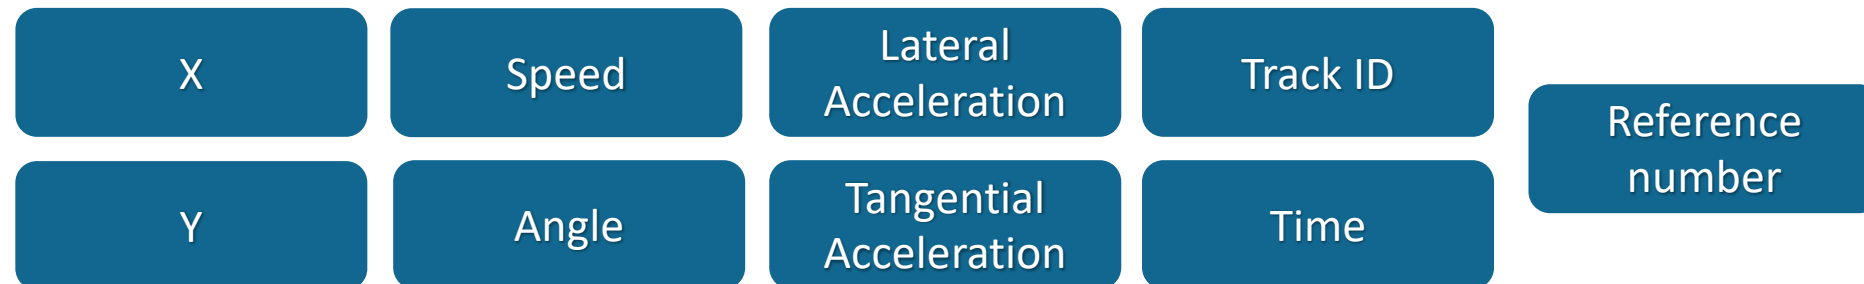 X
Speed
Lateral
Acceleration
Track ID
Reference
number
Y
Angle
Tangential
Acceleration
Time